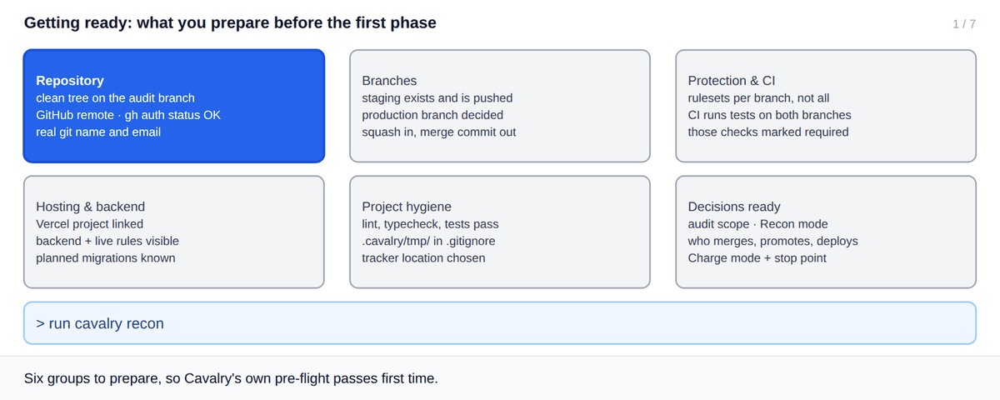 Getting ready: what you prepare before the first phase
1 / 7
Repository
clean tree on the audit branch
GitHub remote · gh auth status OK
real git name and email
Branches
staging exists and is pushed
production branch decided
squash in, merge commit out
Protection & CI
rulesets per branch, not all
CI runs tests on both branches
those checks marked required
Hosting & backend
Vercel project linked
backend + live rules visible
planned migrations known
Project hygiene
lint, typecheck, tests pass
.cavalry/tmp/ in .gitignore
tracker location chosen
Decisions ready
audit scope · Recon mode
who merges, promotes, deploys
Charge mode + stop point
> run cavalry recon
Six groups to prepare, so Cavalry's own pre-flight passes first time.